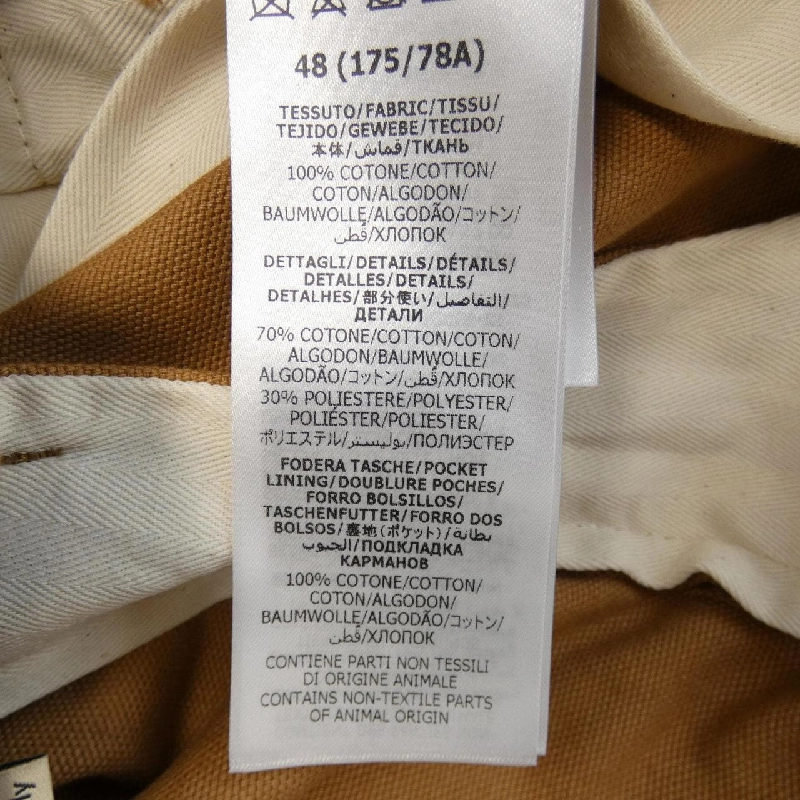 48 (175/78A)
TESSUTO/FABRIC/TISSU/
TEJIDO/GEWEBE/TECIDO/
本体/قماش/ТКАНЬ
100% COTONE/COTTON/
COTON/ALGODON/
BAUMWOLLE/ALGODÃO/コットン/
قطن/ХЛОПОК
DETTAGLI/DETAILS/DÉTAILS/
DETALLES/DETAILS/
DETALHES/部分使い/التفاصيل/
ДЕТАЛИ
70% COTONE/COTTON/COTON/
ALGODON/BAUMWOLLE/
ALGODÃO/コットン/قطن/ХЛОПОК
30% POLIESTERE/POLYESTER/
POLIÉSTER/POLIESTER/
ポリエステル/بوليستر/ПОЛИЭСТЕР
FODERA TASCHE/POCKET
LINING/DOUBLURE POCHES/
FORRO BOLSILLOS/
TASCHENFUTTER/FORRO DOS
BOLSOS/裏地(ポケット)/بطانة
الجيوب/ПОДКЛАДКА
КАРМАНОВ
100% COTONE/COTTON/
COTON/ALGODON/
BAUMWOLLE/ALGODÃO/コットン/
قطن/ХЛОПОК
CONTIENE PARTI NON TESSILI
DI ORIGINE ANIMALE
CONTAINS NON-TEXTILE PARTS
OF ANIMAL ORIGIN